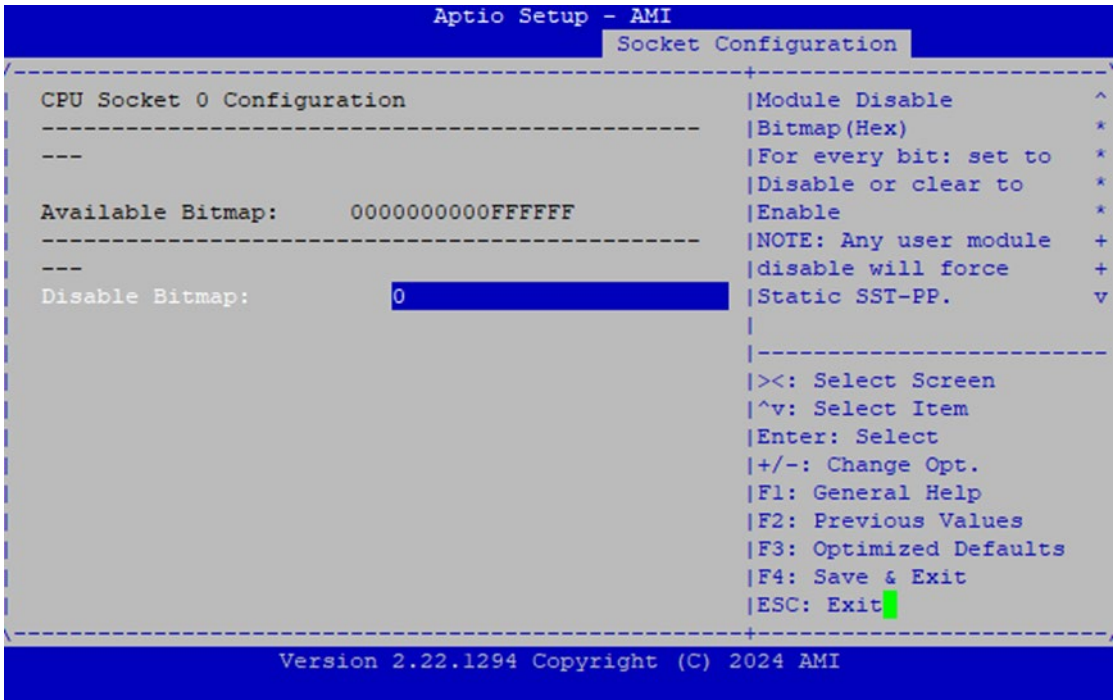 Aptio Setup - AMI
Socket Configuration
/----------------------------------------------------+-------------------------\
CPU Socket 0 Configuration |Module Disable ^
----------------------------------------------- |Bitmap(Hex) *
--- |For every bit: set to *
|Disable or clear to *
Available Bitmap: 0000000000FFFFFF |Enable *
----------------------------------------------- |NOTE: Any user module +
--- |disable will force +
Disable Bitmap: 0 |Static SST-PP. v
|-------------------------
|><: Select Screen
|^v: Select Item
|Enter: Select
|+/-: Change Opt.
|F1: General Help
|F2: Previous Values
|F3: Optimized Defaults
|F4: Save & Exit
|ESC: Exit
\----------------------------------------------------+-------------------------/
Version 2.22.1294 Copyright (C) 2024 AMI